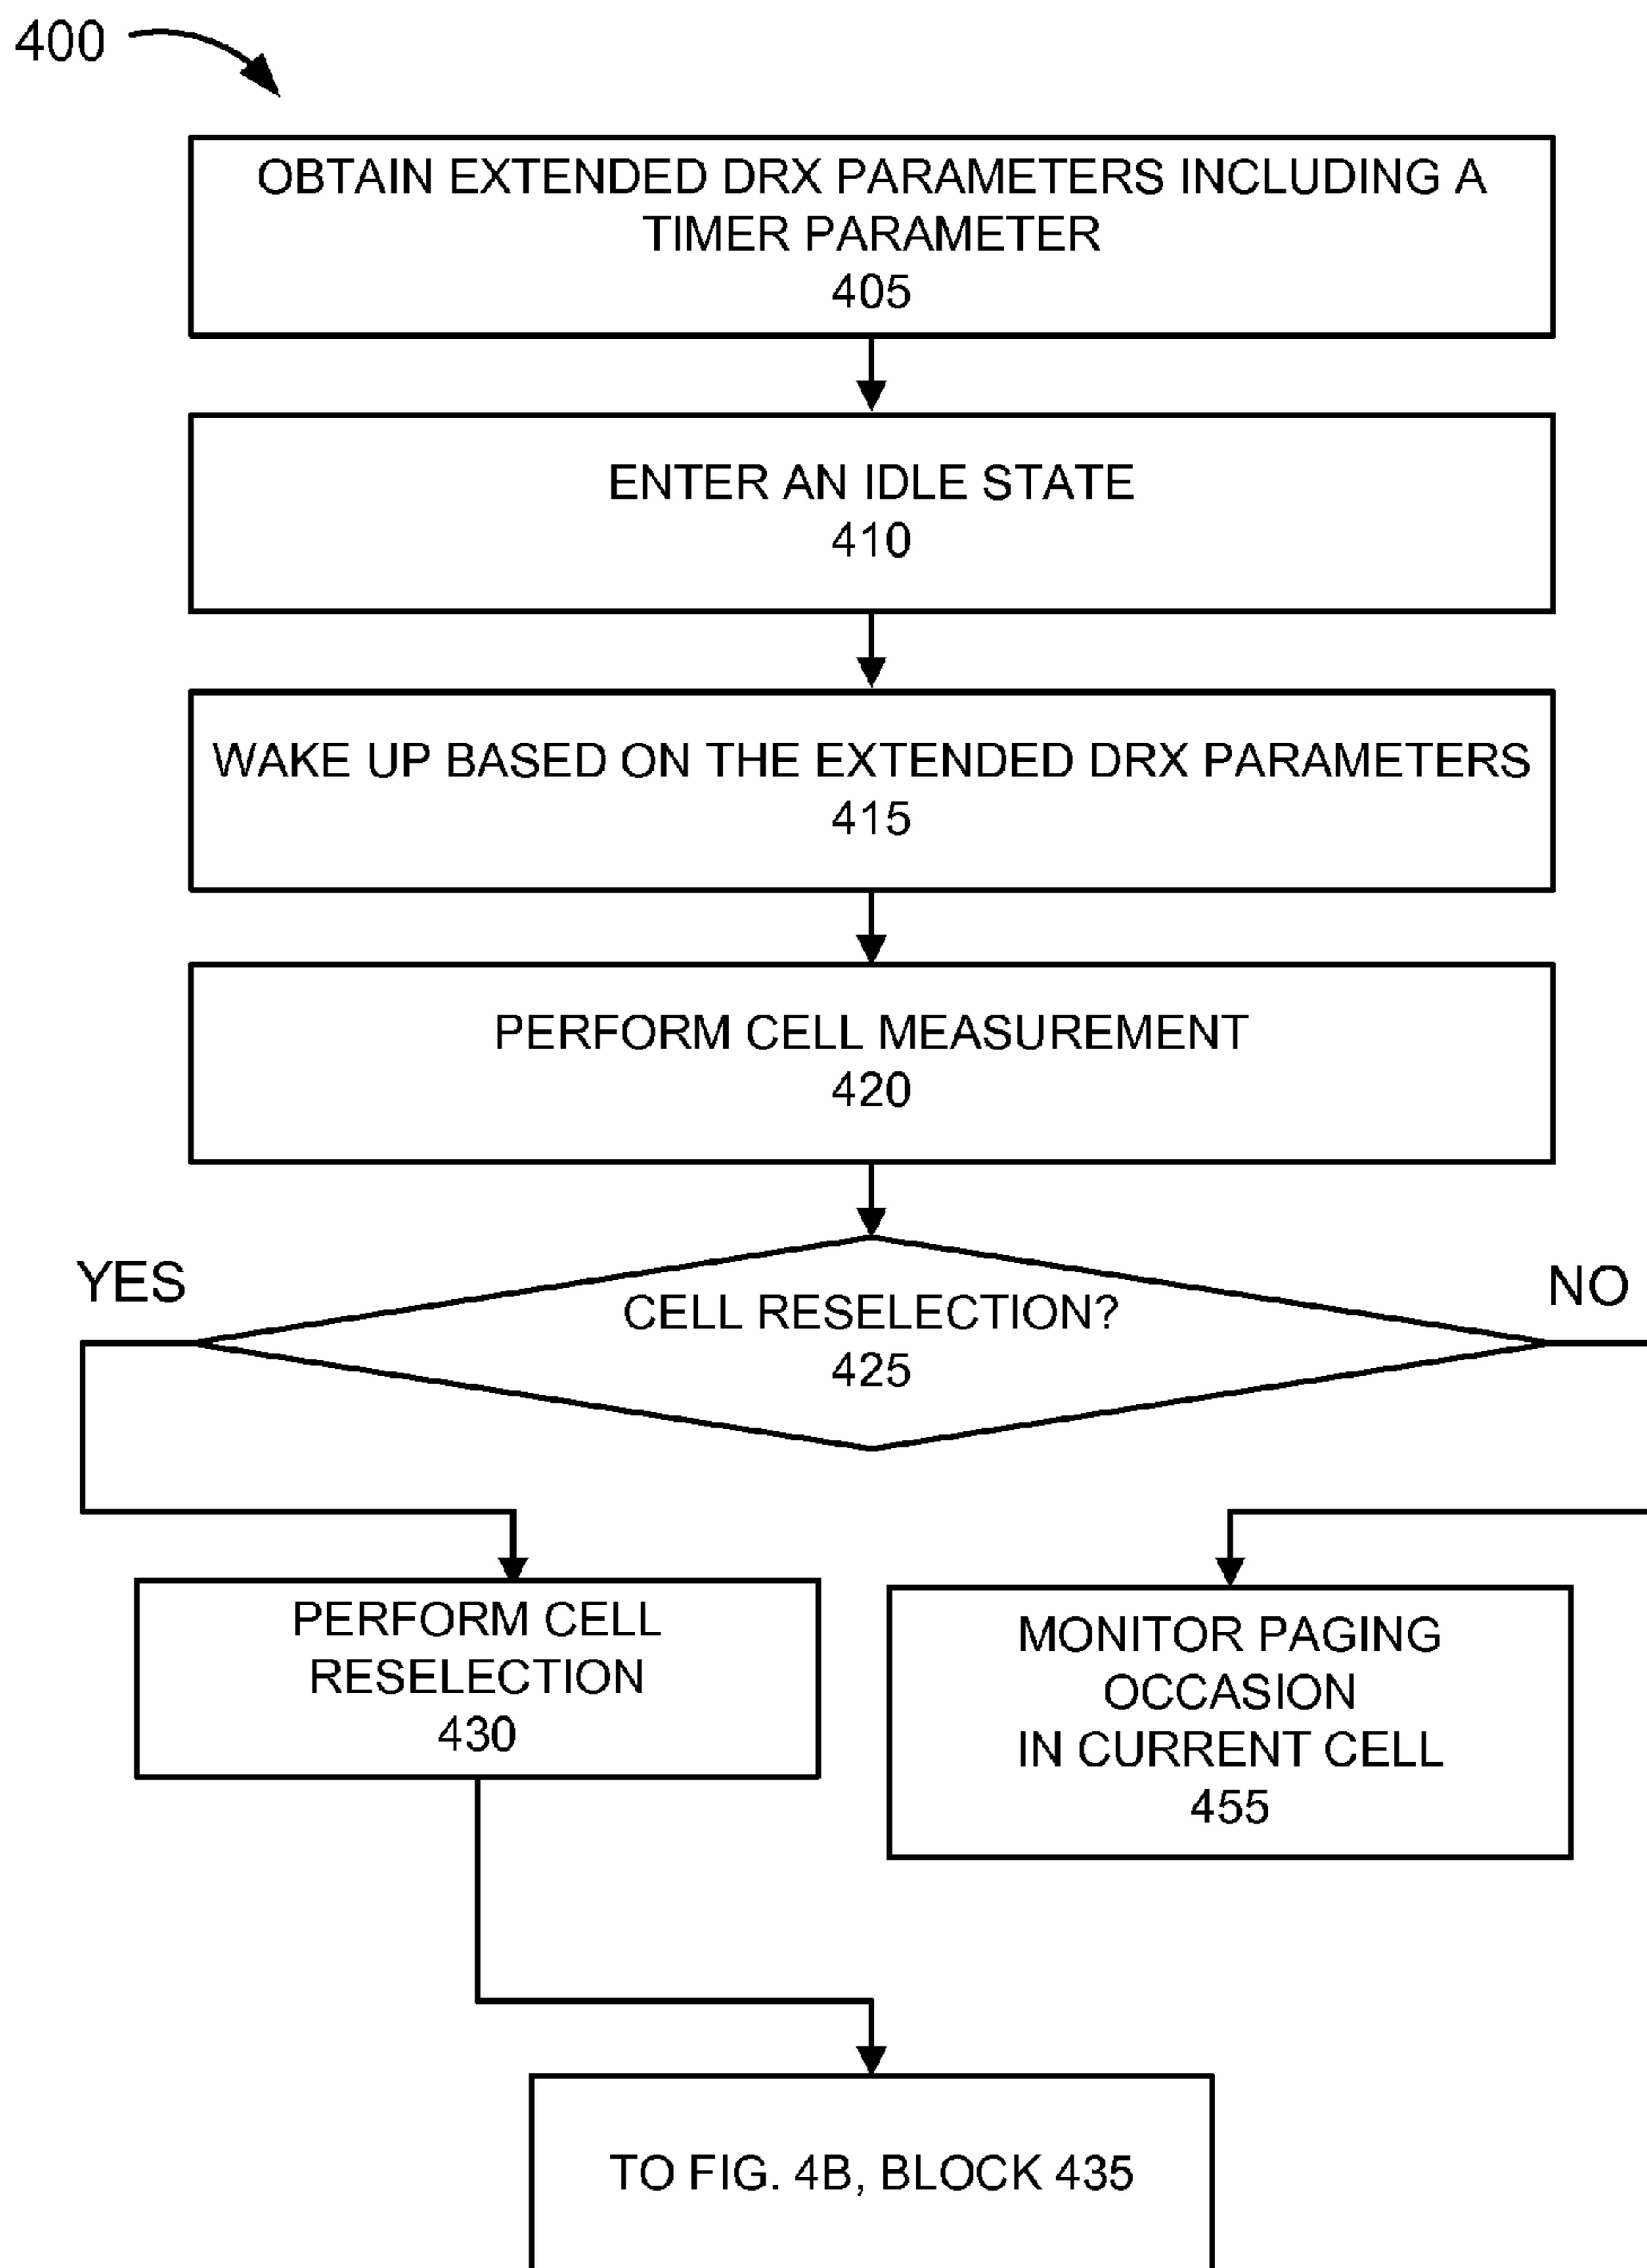 400
OBTAIN EXTENDED DRX PARAMETERS INCLUDING A
TIMER PARAMETER
405
ENTER AN IDLE STATE
410
WAKE UP BASED ON THE EXTENDED DRX PARAMETERS
415
PERFORM CELL MEASUREMENT
420
YES
NO
CELL RESELECTION?
425
PERFORM CELL
RESELECTION
430
MONITOR PAGING
OCCASION
IN CURRENT CELL
455
TO FIG. 4B, BLOCK 435